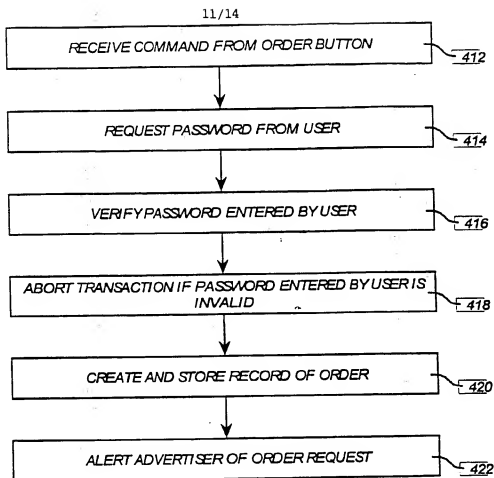 11/14
RECEIVE COMMAND FROM ORDER BUTTON
412
REQUEST PASSWORD FROM USER
414
VERIFY PASSWORD ENTERED BY USER
416
ABORT TRANSACTION IF PASSWORD ENTERED BY USER IS
INVALID
418
CREATE AND STORE RECORD OF ORDER
420
ALERT ADVERTISER OF ORDER REQUEST
422